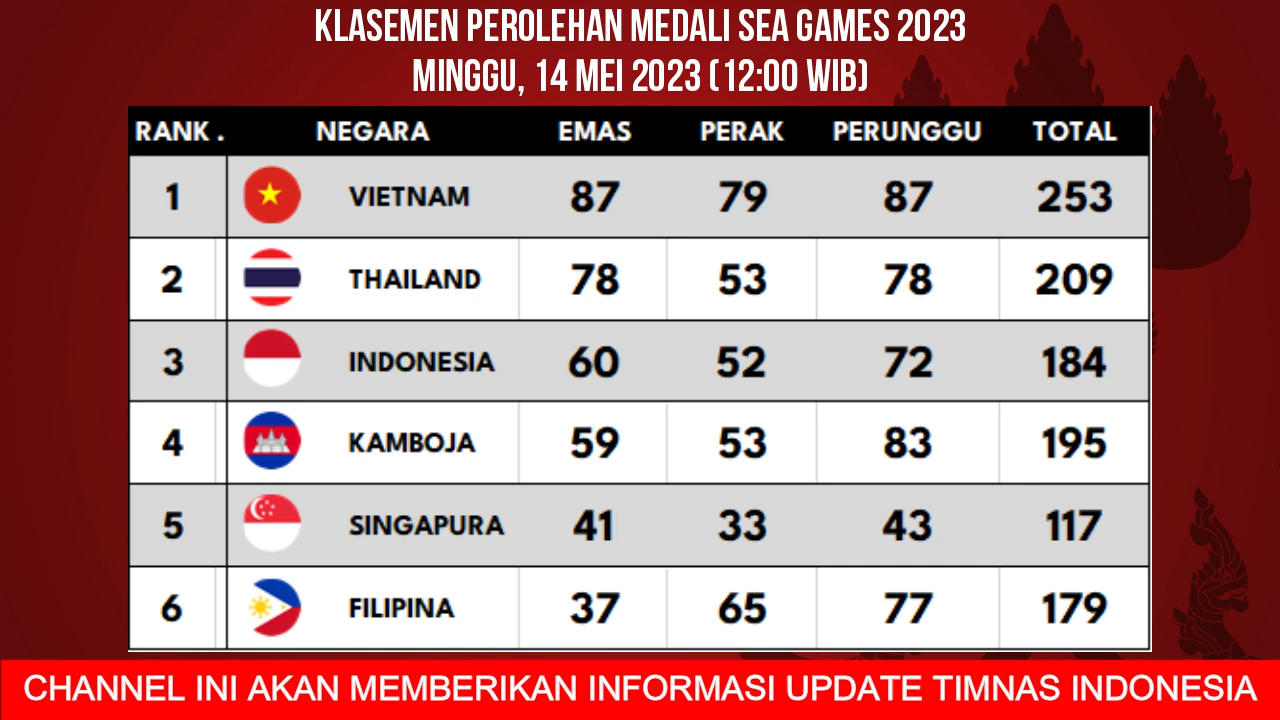 KLASEMEN PEROLEHAN MEDALI SEA GAMES 2023
MINGGU, 14 MEI 2023 (12:00 WIB)
RANK . NEGARA EMAS PERAK PERUNGGU TOTAL
1 VIETNAM 87 79 87 253
2 THAILAND 78 53 78 209
3 INDONESIA 60 52 72 184
4 KAMBOJA 59 53 83 195
5 SINGAPURA 41 33 43 117
6 FILIPINA 37 65 77 179
CHANNEL INI AKAN MEMBERIKAN INFORMASI UPDATE TIMNAS INDONESIA